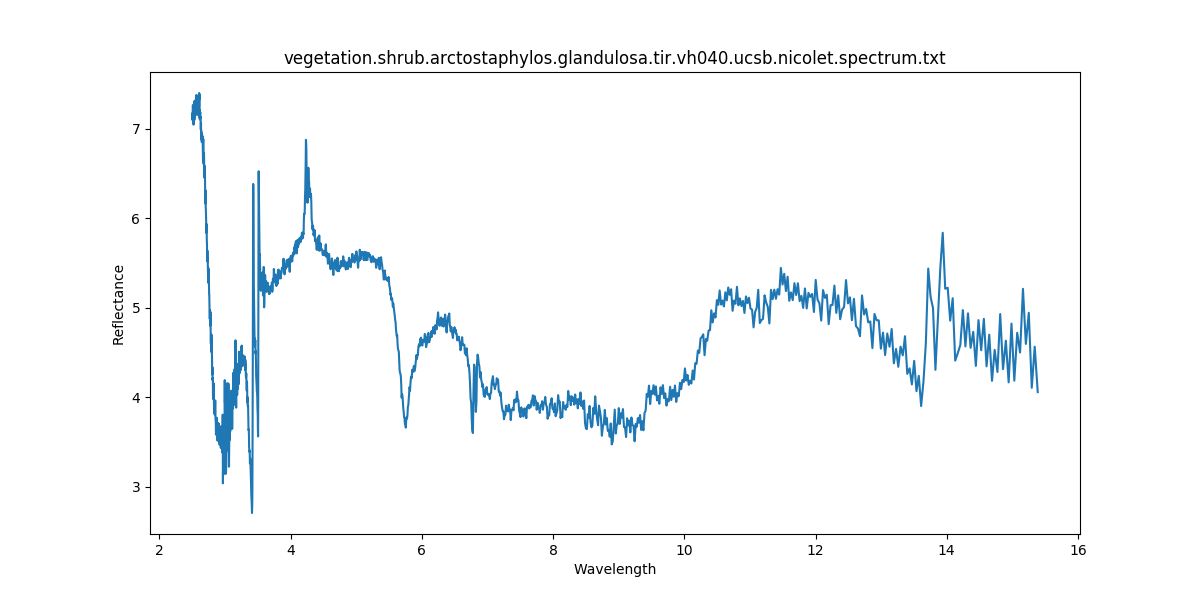 vegetation.shrub.arctostaphylos.glandulosa.tir.vh040.ucsb.nicolet.spectrum.txt
7
6
5
4
3
Reflectance
2 4 6 8 10 12 14 16
Wavelength